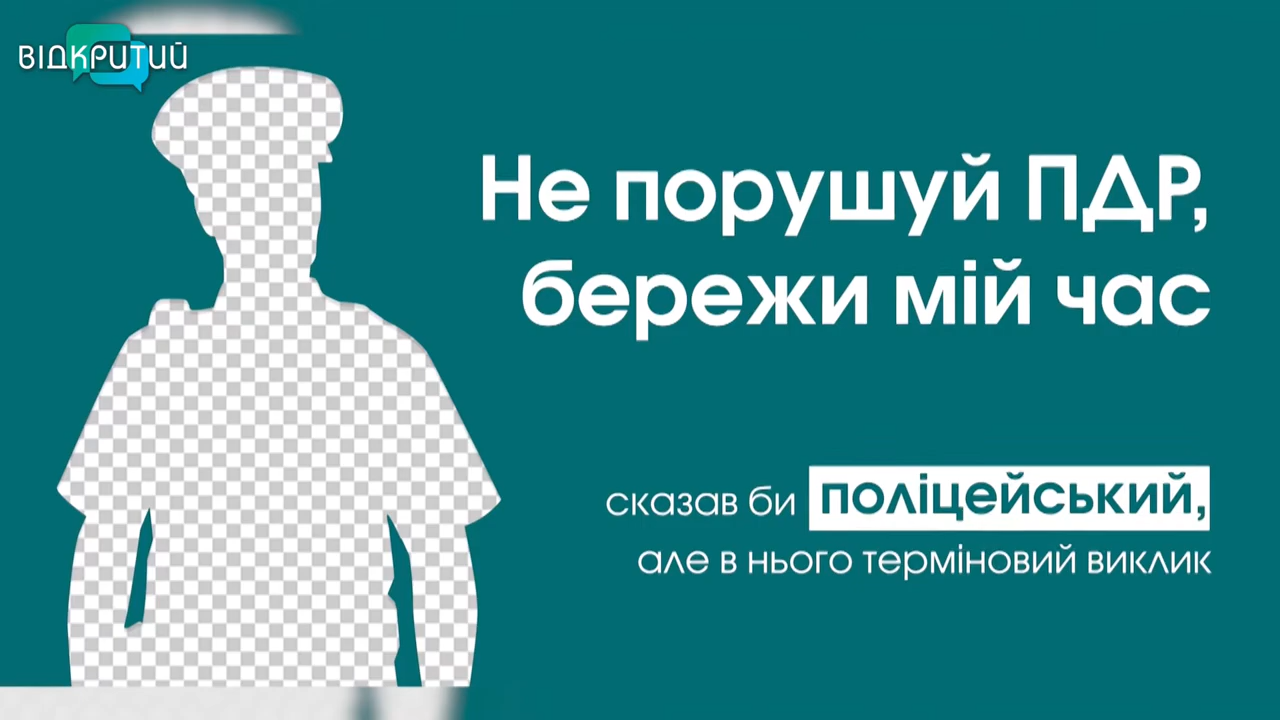 ВІДКРИТИЙ
Не порушуй ПДР,
бережи мій час
сказав би поліцейський,
але в нього терміновий виклик